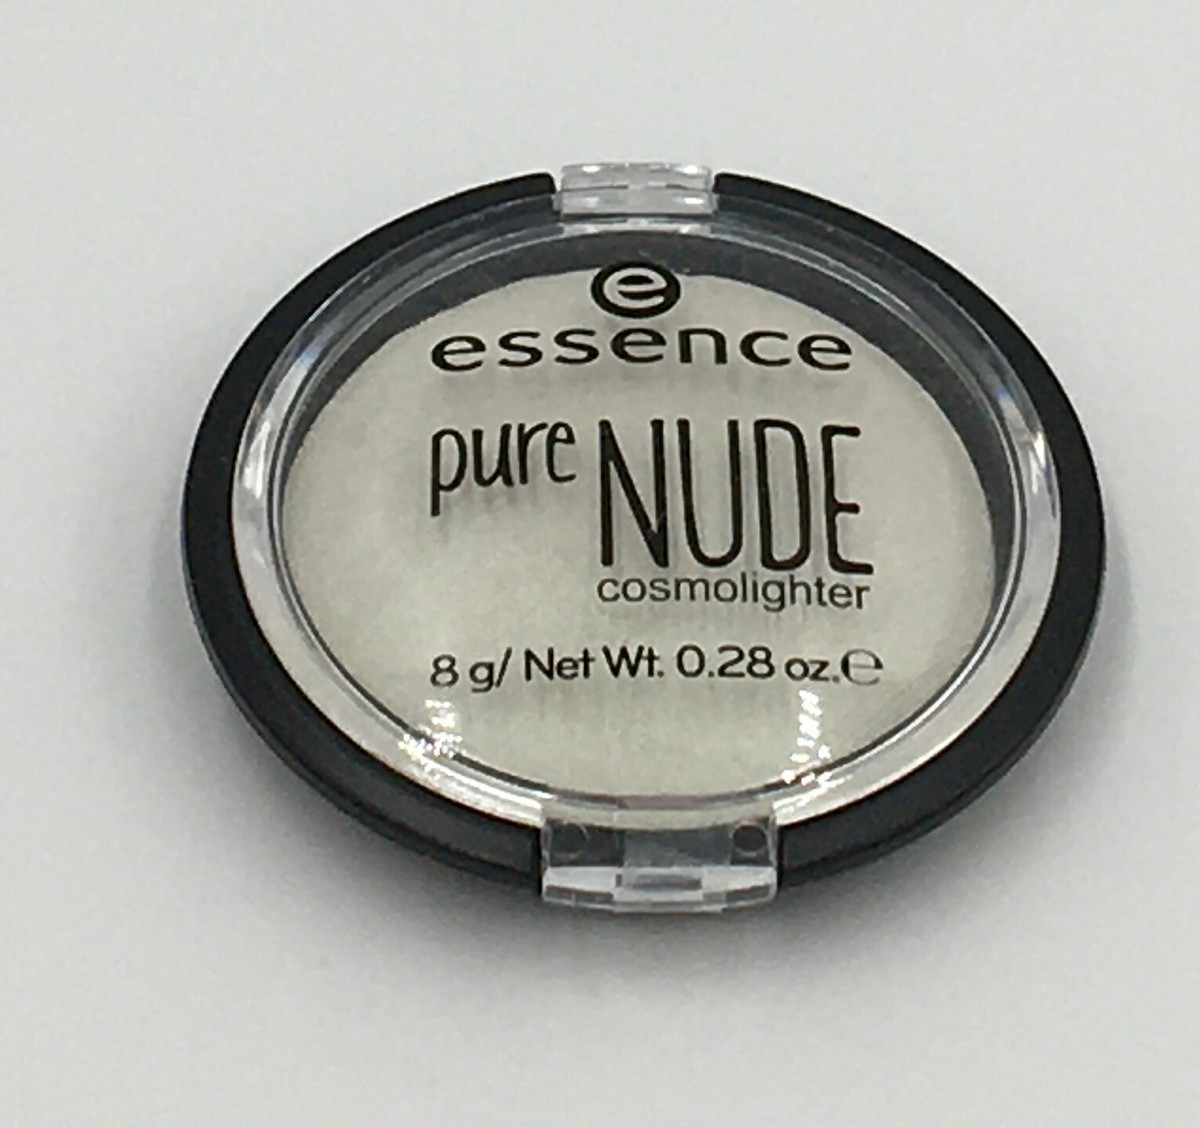 e
essence
pure NUDE
cosmolighter
8 g/ Net Wt. 0.28 oz.℮